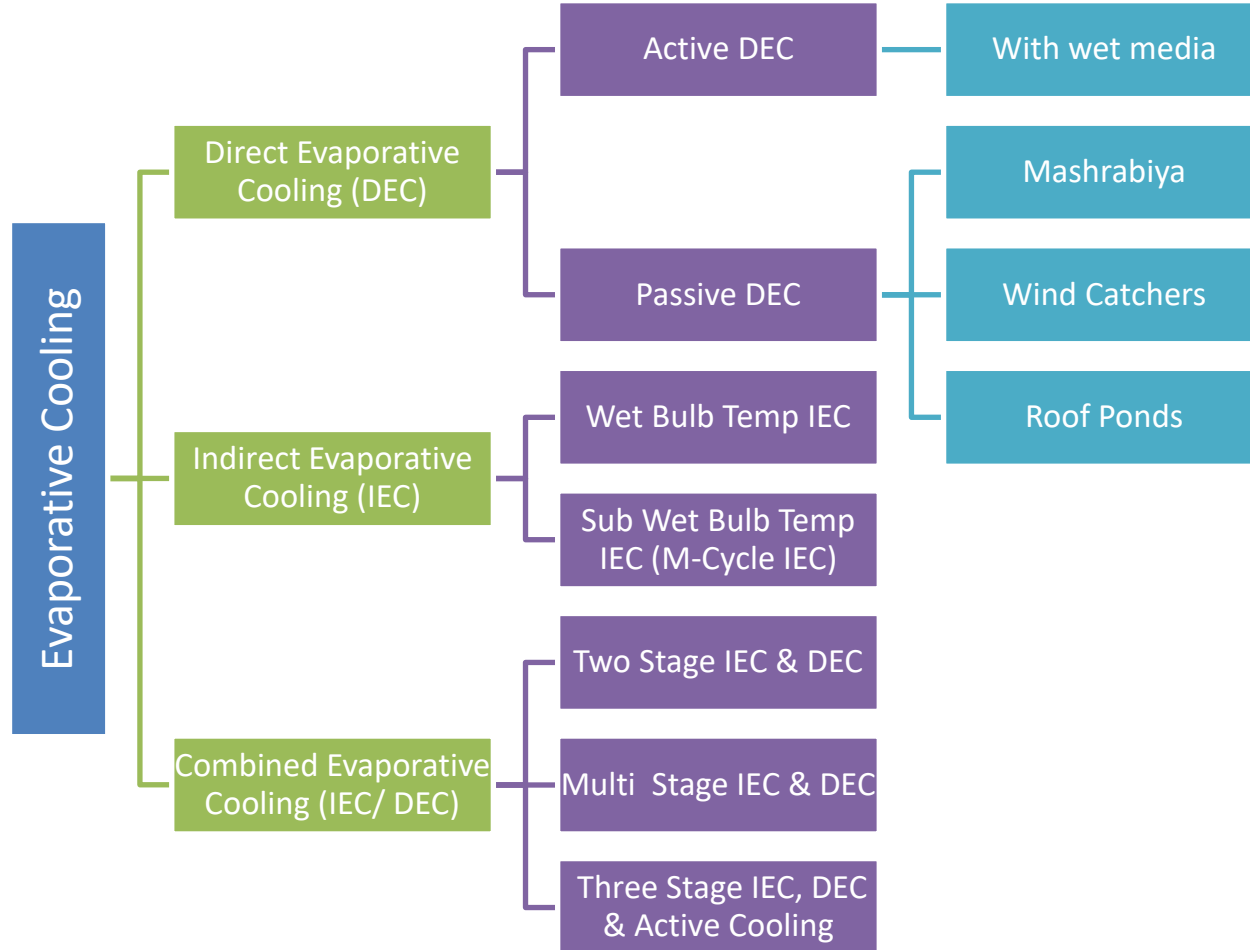 Evaporative Cooling
Direct Evaporative
Cooling (DEC)
Active DEC
With wet media
Passive DEC
Mashrabiya
Wind Catchers
Roof Ponds
Indirect Evaporative
Cooling (IEC)
Wet Bulb Temp IEC
Sub Wet Bulb Temp
IEC (M-Cycle IEC)
Combined Evaporative
Cooling (IEC/ DEC)
Two Stage IEC & DEC
Multi  Stage IEC & DEC
Three Stage IEC, DEC
& Active Cooling